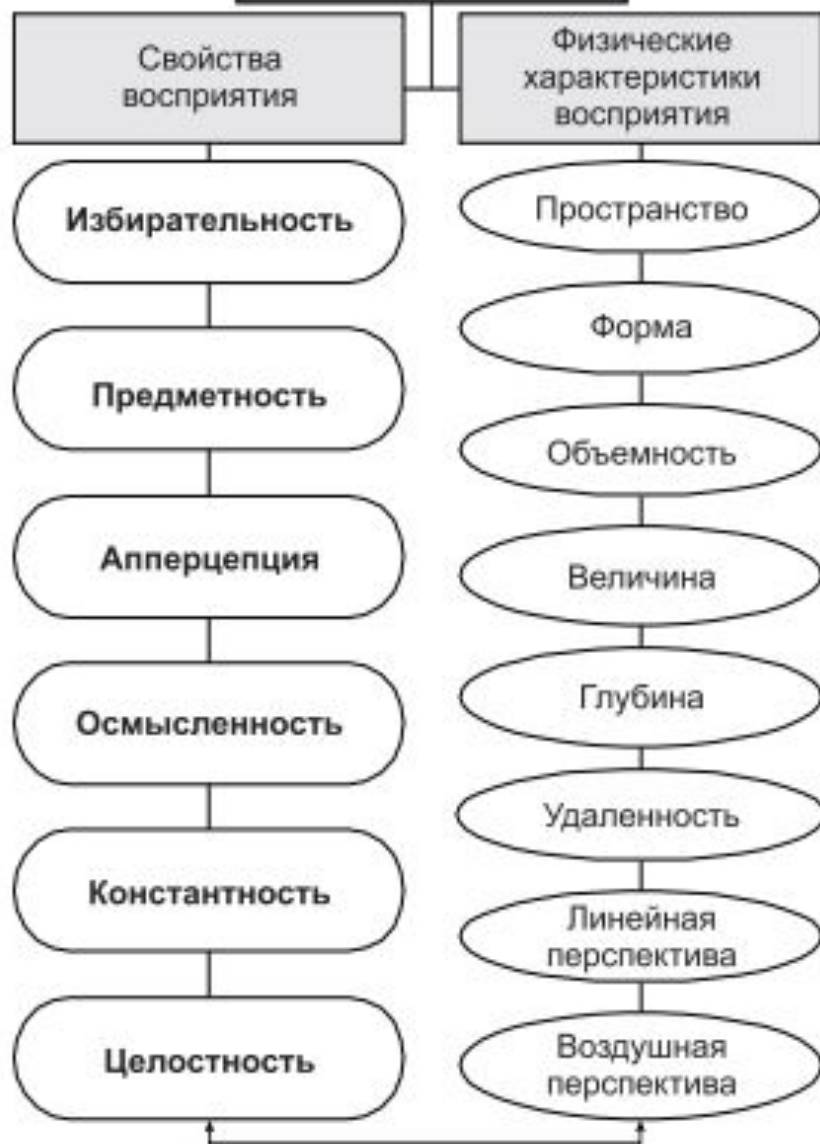 Свойства
восприятия
Избирательность
Предметность
Апперцепция
Осмысленность
Константность
Целостность
Физические
характеристики
восприятия
Пространство
Форма
Объемность
Величина
Глубина
Удаленность
Линейная
перспектива
Воздушная
перспектива